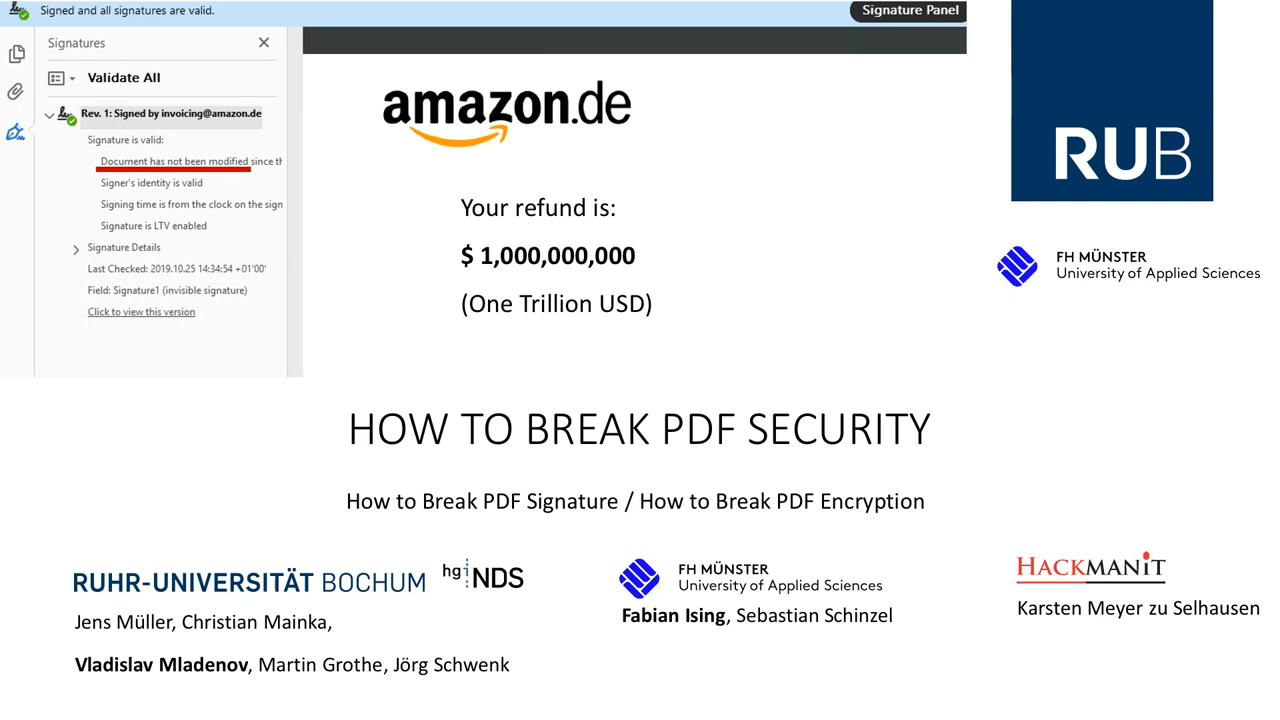 Signed and all signatures are valid.
Signature Panel
Signatures
Validate All
Rev. 1: Signed by invoicing@amazon.de
Signature is valid:
Document has not been modified since th
Signer's identity is valid
Signing time is from the clock on the sign
Signature is LTV enabled
Signature Details
Last Checked: 2019.10.25 14:34:54 +01'00'
Field: Signature1 (invisible signature)
Click to view this version
amazon.de
Your refund is:
$ 1,000,000,000
(One Trillion USD)
RUB
FH MÜNSTER
University of Applied Sciences
HOW TO BREAK PDF SECURITY
How to Break PDF Signature / How to Break PDF Encryption
RUHR-UNIVERSITÄT BOCHUM
hgi NDS
Jens Müller, Christian Mainka,
Vladislav Mladenov, Martin Grothe, Jörg Schwenk
FH MÜNSTER
University of Applied Sciences
Fabian Ising, Sebastian Schinzel
HACKMANIT
Karsten Meyer zu Selhausen